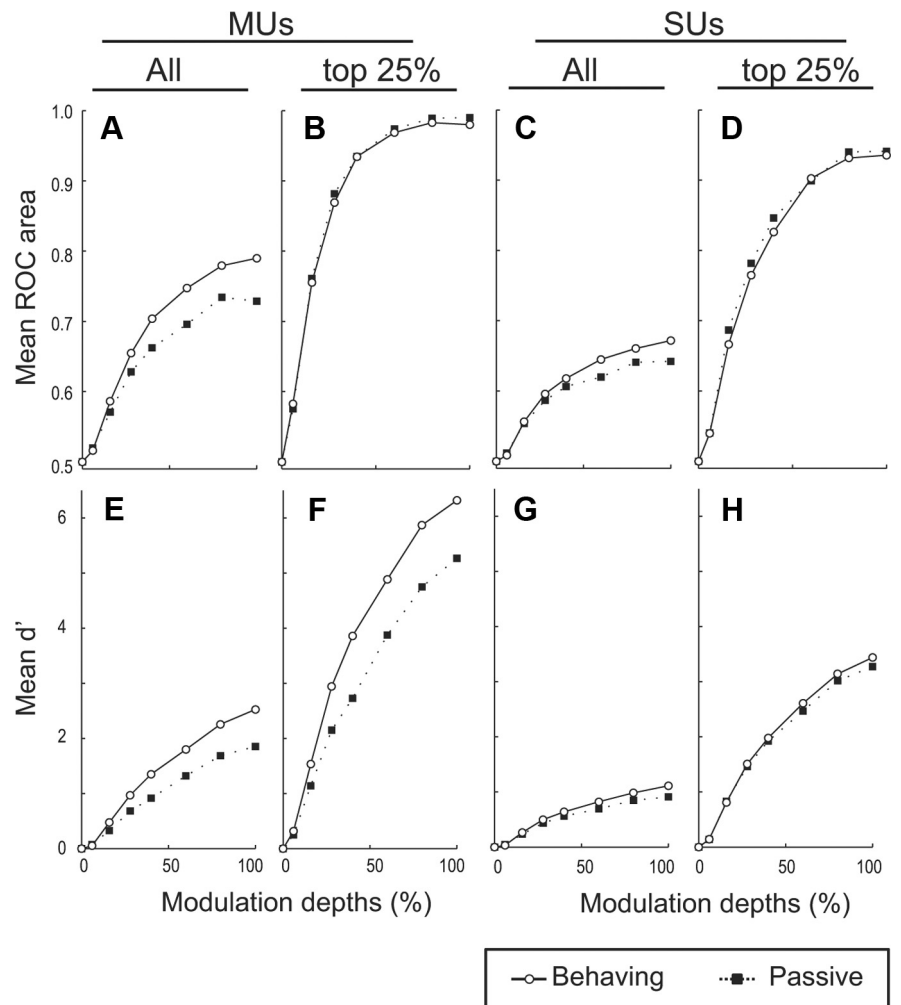 MUs SUs
All top 25% All top 25%
A B C D
1.0
0.9
0.8
0.7
0.6
0.5
Mean ROC area
E F G H
6
4
2
0
Mean d'
0 50 100 0 50 100 0 50 100 0 50 100
Modulation depths (%) Modulation depths (%)
Behaving Passive